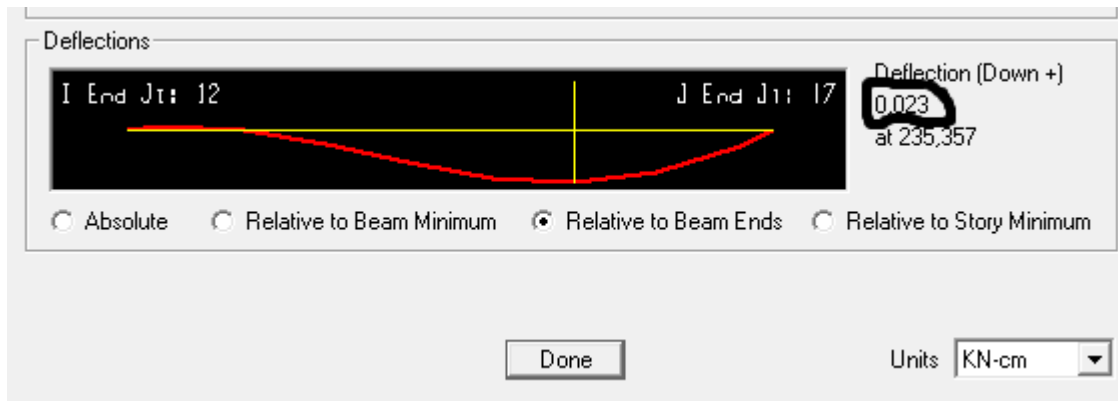 Deflections
I End Jt: 12
J End Jt: 17
Deflection (Down +)
0,023
at 235,357
Absolute
Relative to Beam Minimum
Relative to Beam Ends
Relative to Story Minimum
Done
Units KN-cm